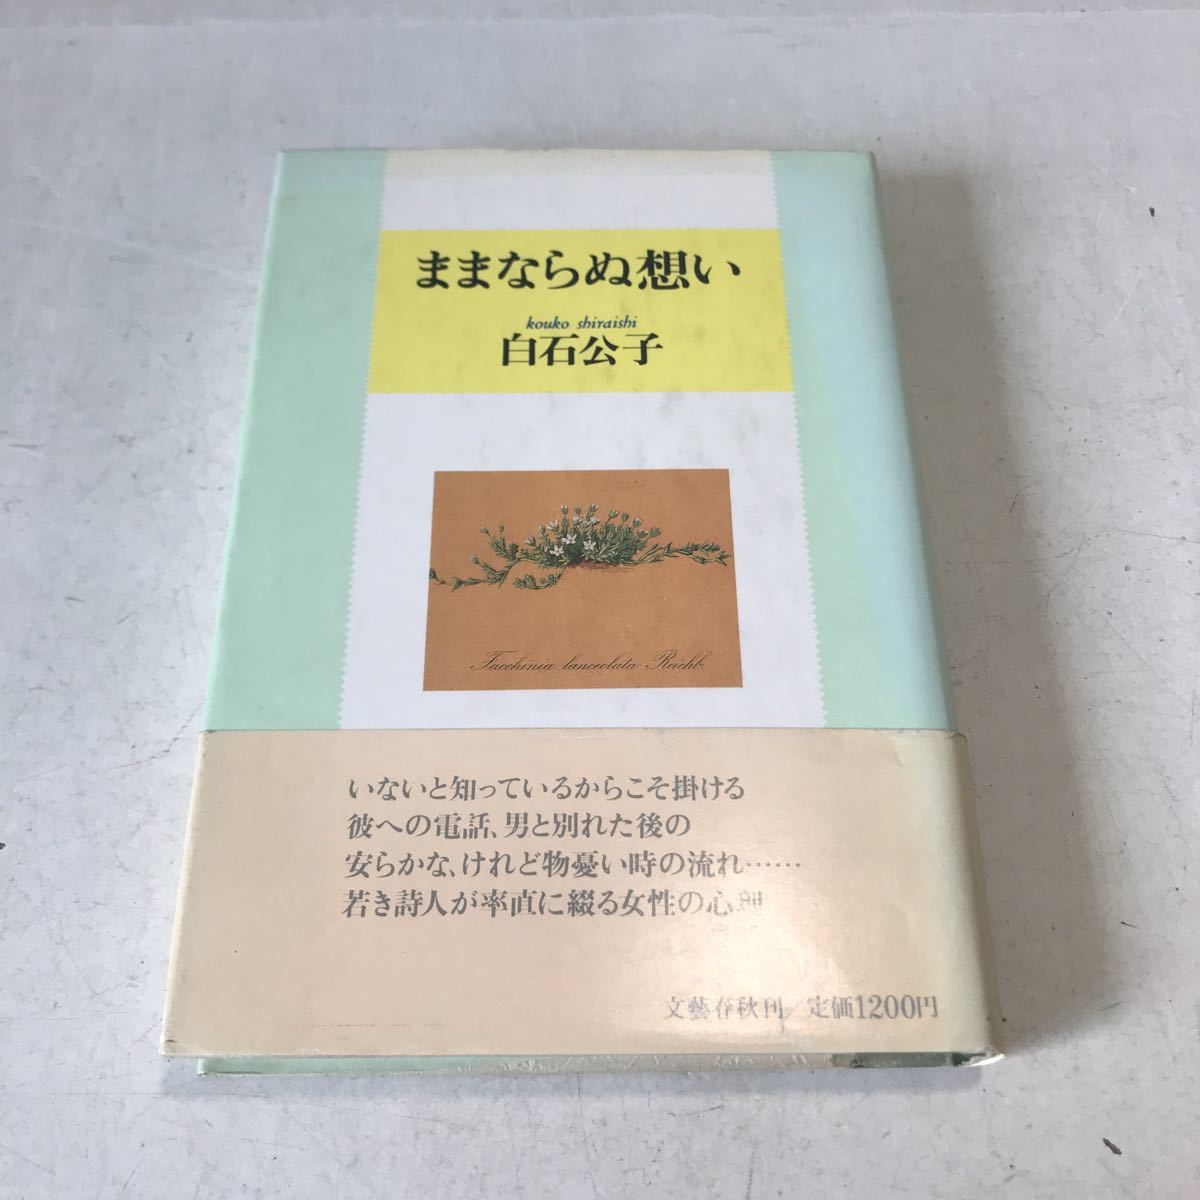 ままならぬ想い
kouko shiraishi
白石公子
Tacchinia lanceolata Reichb.
いないと知っているからこそ掛ける
彼への電話、男と別れた後の
安らかな、けれど物憂い時の流れ……
若き詩人が率直に綴る女性の心理
文藝春秋刊／定価1200円